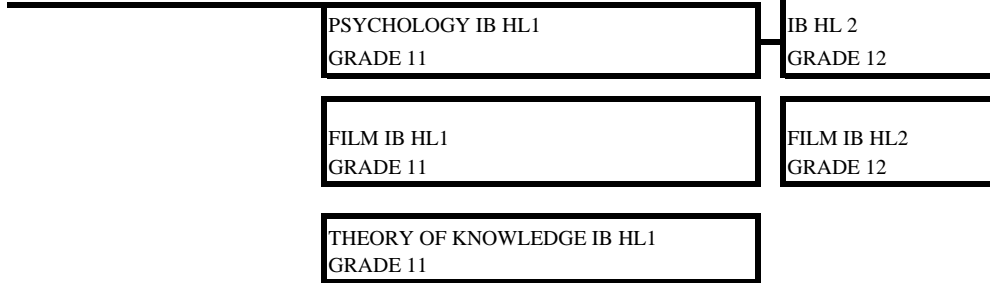 PSYCHOLOGY IB HL1
GRADE 11
IB HL 2
GRADE 12
FILM IB HL1
GRADE 11
FILM IB HL2
GRADE 12
THEORY OF KNOWLEDGE IB HL1
GRADE 11